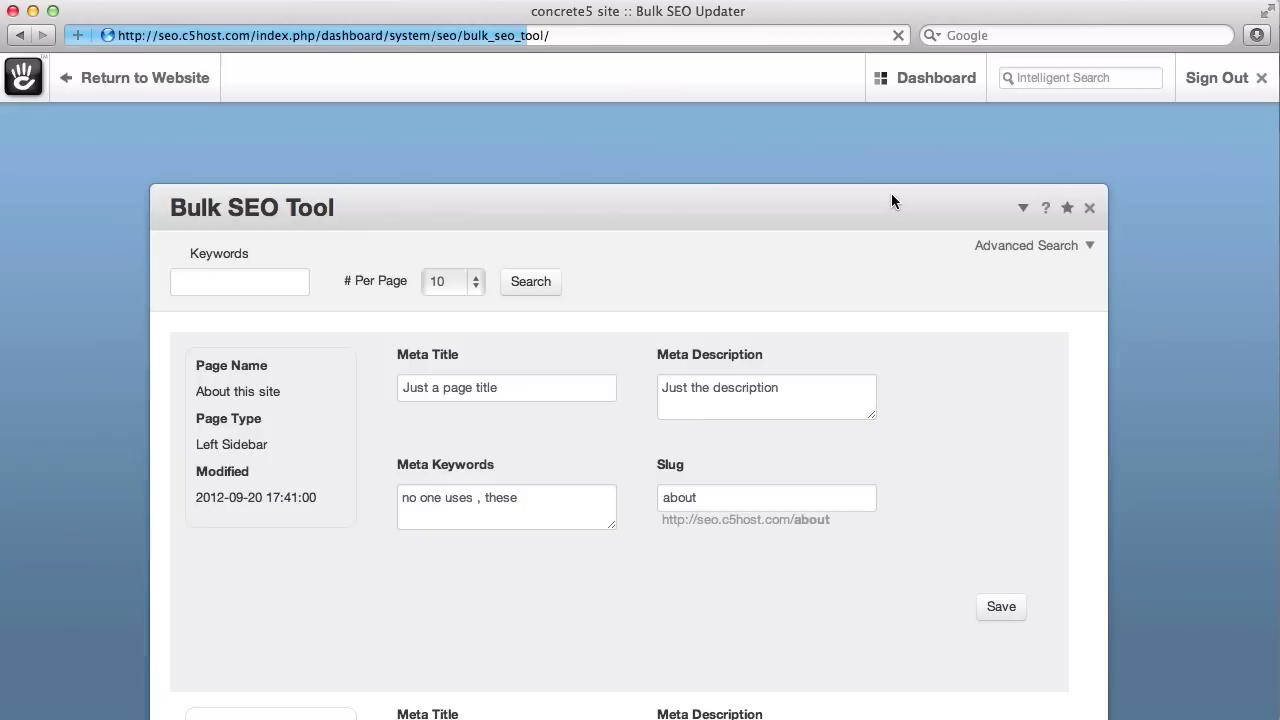 concrete5 site :: Bulk SEO Updater
http://seo.c5host.com/index.php/dashboard/system/seo/bulk_seo_tool/
Google
Return to Website
Dashboard
Intelligent Search
Sign Out
Bulk SEO Tool
Advanced Search
Keywords
# Per Page
10
Search
Page Name
About this site
Page Type
Left Sidebar
Modified
2012-09-20 17:41:00
Meta Title
Just a page title
Meta Description
Just the description
Meta Keywords
no one uses , these
Slug
about
http://seo.c5host.com/about
Save
Meta Title
Meta Description